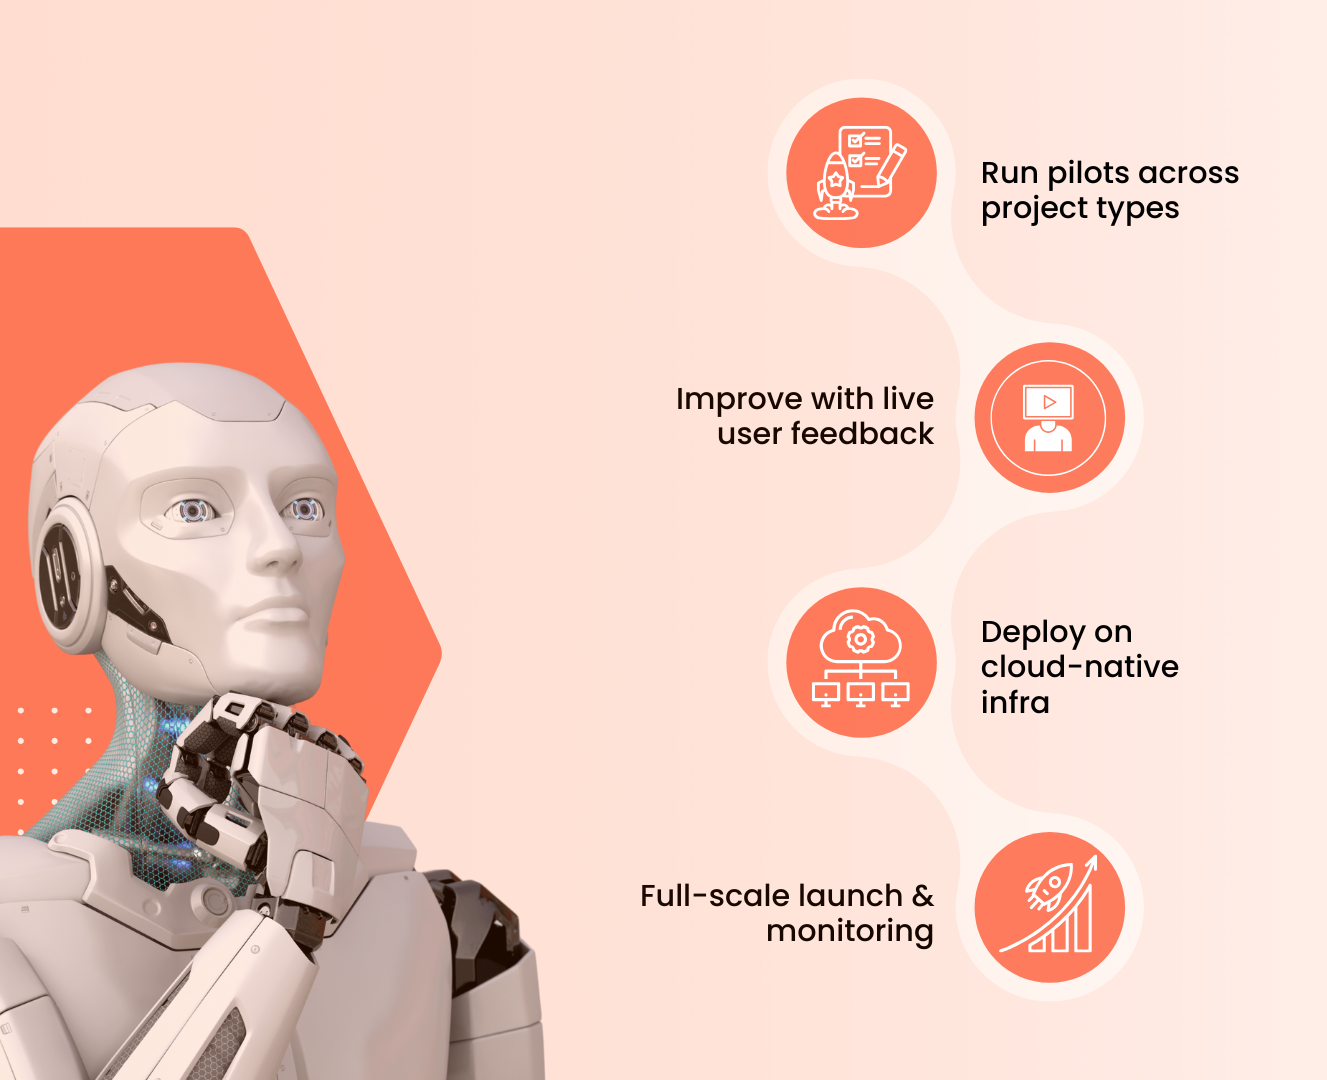 Run pilots across
project types
Improve with live
user feedback
Deploy on
cloud-native
infra
Full-scale launch &
monitoring